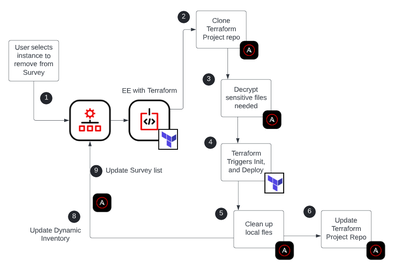 User selects
instance to
remove from
Survey
1
EE with Terraform
2
Clone
Terraform
Project repo
3
Decrypt
sensitive files
needed
4
Terraform
Triggers Init,
and Deploy
5
Clean up
local files
6
Update
Terraform
Project Repo
8
Update Dynamic
Inventory
9
Update Survey list